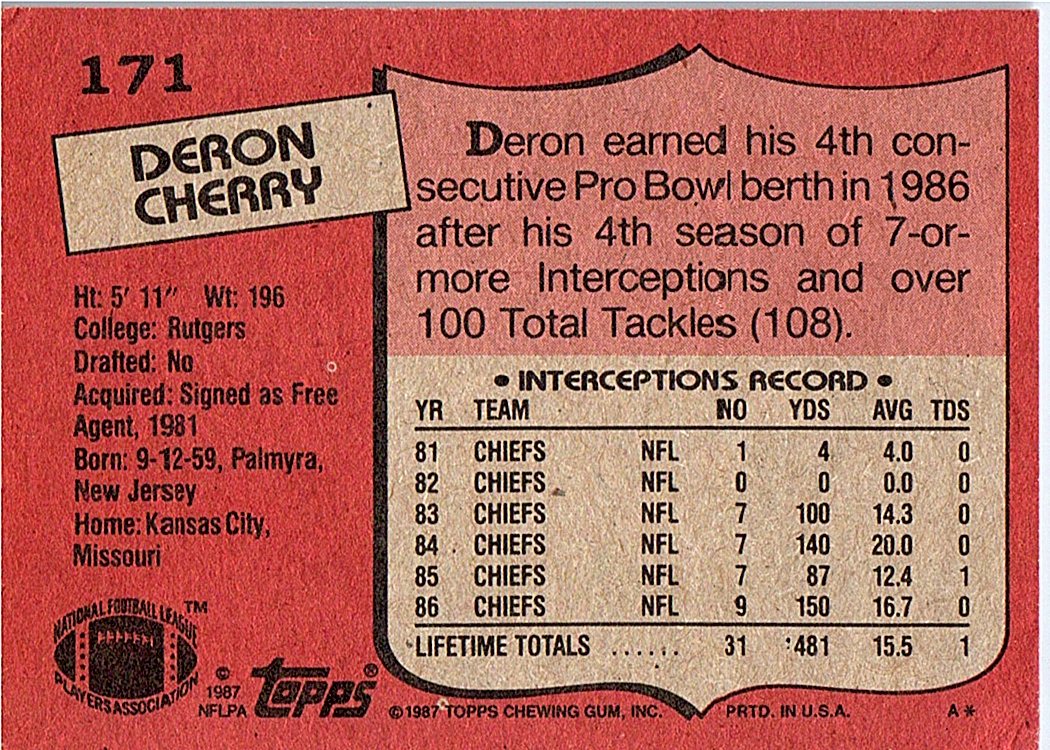 171
DERON
CHERRY
Ht: 5' 11" Wt: 196
College: Rutgers
Drafted: No
Acquired: Signed as Free
Agent, 1981
Born: 9-12-59, Palmyra,
New Jersey
Home: Kansas City,
Missouri
NATIONAL FOOTBALL LEAGUE ™
PLAYERS ASSOCIATION
©
1987
NFLPA
topps®
Deron earned his 4th con-
secutive Pro Bowl berth in 1986
after his 4th season of 7-or-
more Interceptions and over
100 Total Tackles (108).
• INTERCEPTIONS RECORD •
YR TEAM NO YDS AVG TDS
81 CHIEFS NFL 1 4 4.0 0
82 CHIEFS NFL 0 0 0.0 0
83 CHIEFS NFL 7 100 14.3 0
84 CHIEFS NFL 7 140 20.0 0
85 CHIEFS NFL 7 87 12.4 1
86 CHIEFS NFL 9 150 16.7 0
LIFETIME TOTALS ...... 31 481 15.5 1
©1987 TOPPS CHEWING GUM, INC. PRTD. IN U.S.A. A*